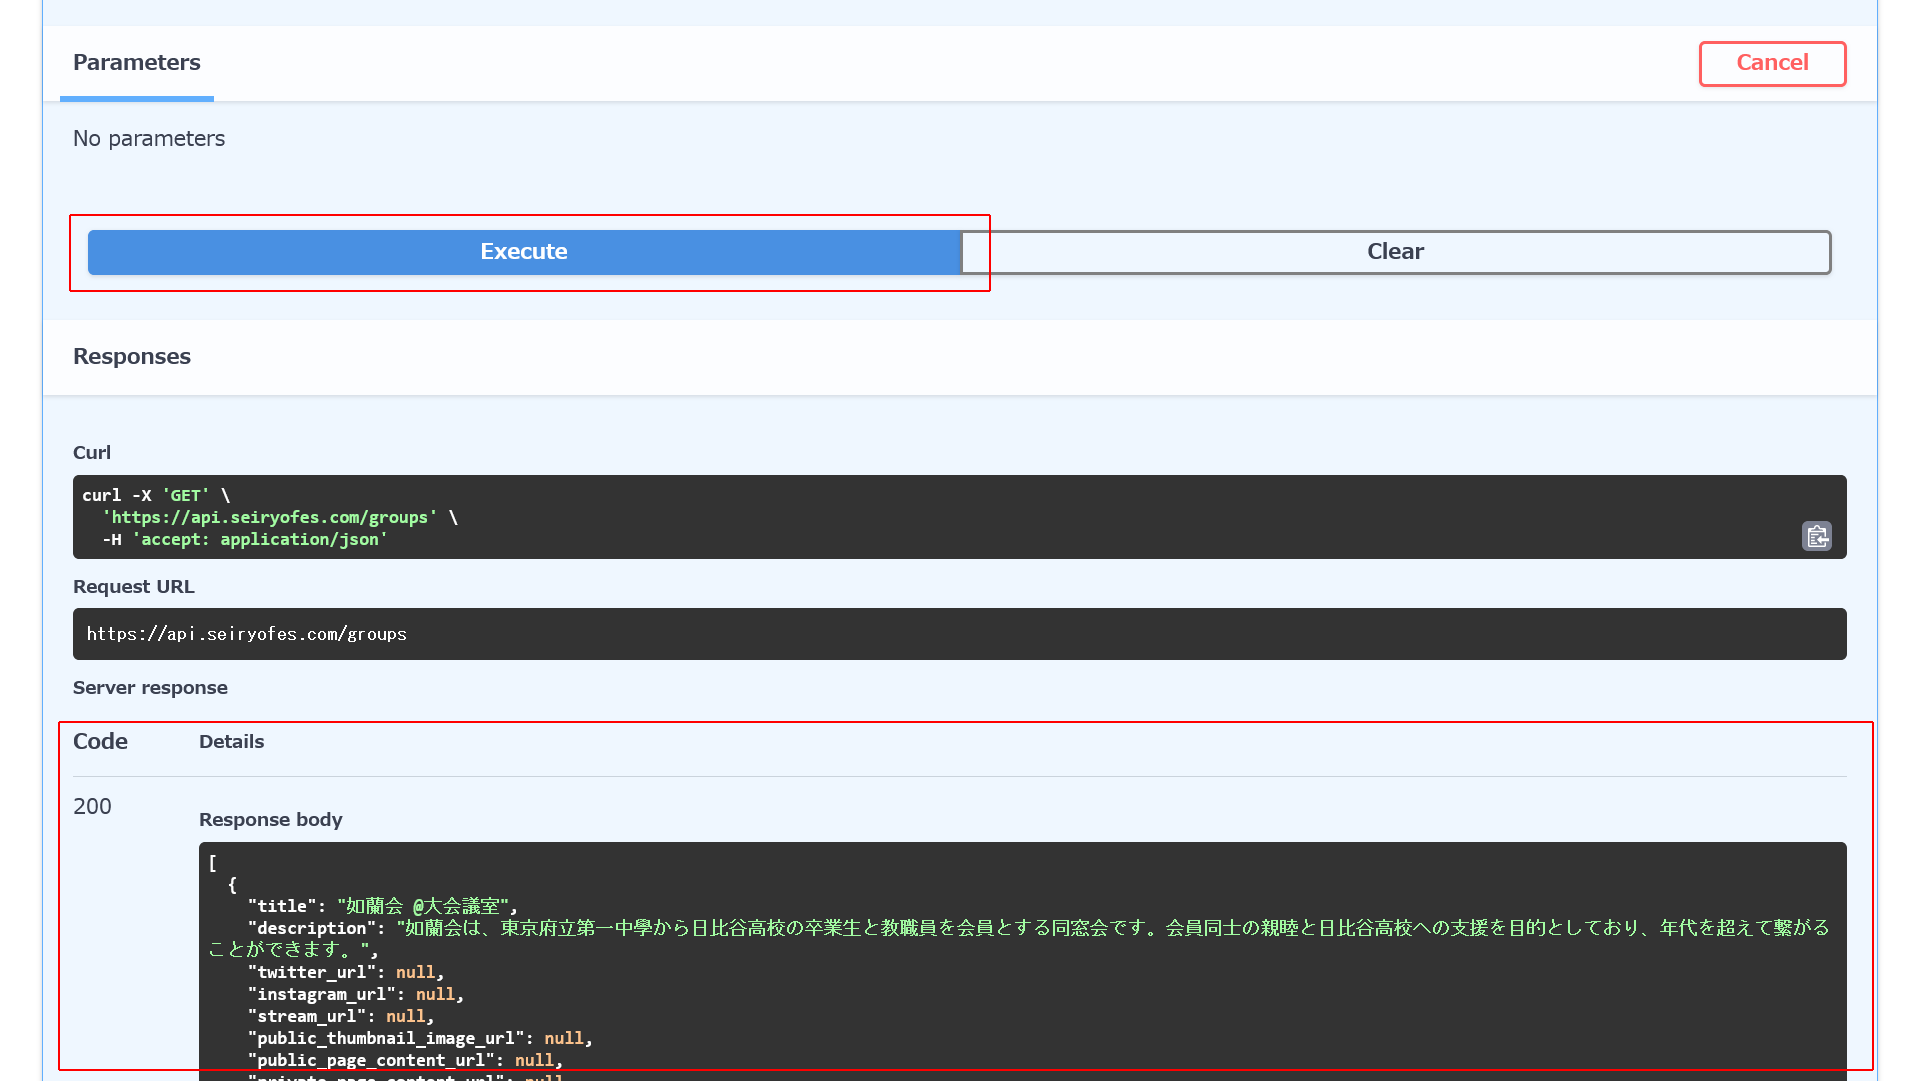 Parameters
Cancel
No parameters
Execute
Clear
Responses
Curl
curl -X 'GET' \
'https://api.seiryofes.com/groups' \
-H 'accept: application/json'
Request URL
https://api.seiryofes.com/groups
Server response
Code Details
200
Response body
[
{
"title": "如蘭会 @大会議室",
"description": "如蘭会は、東京府立第一中學から日比谷高校の卒業生と教職員を会員とする同窓会です。会員同士の親睦と日比谷高校への支援を目的としており、年代を超えて繋がる
ことができます。",
"twitter_url": null,
"instagram_url": null,
"stream_url": null,
"public_thumbnail_image_url": null,
"public_page_content_url": null,
"private_page_content_url": null